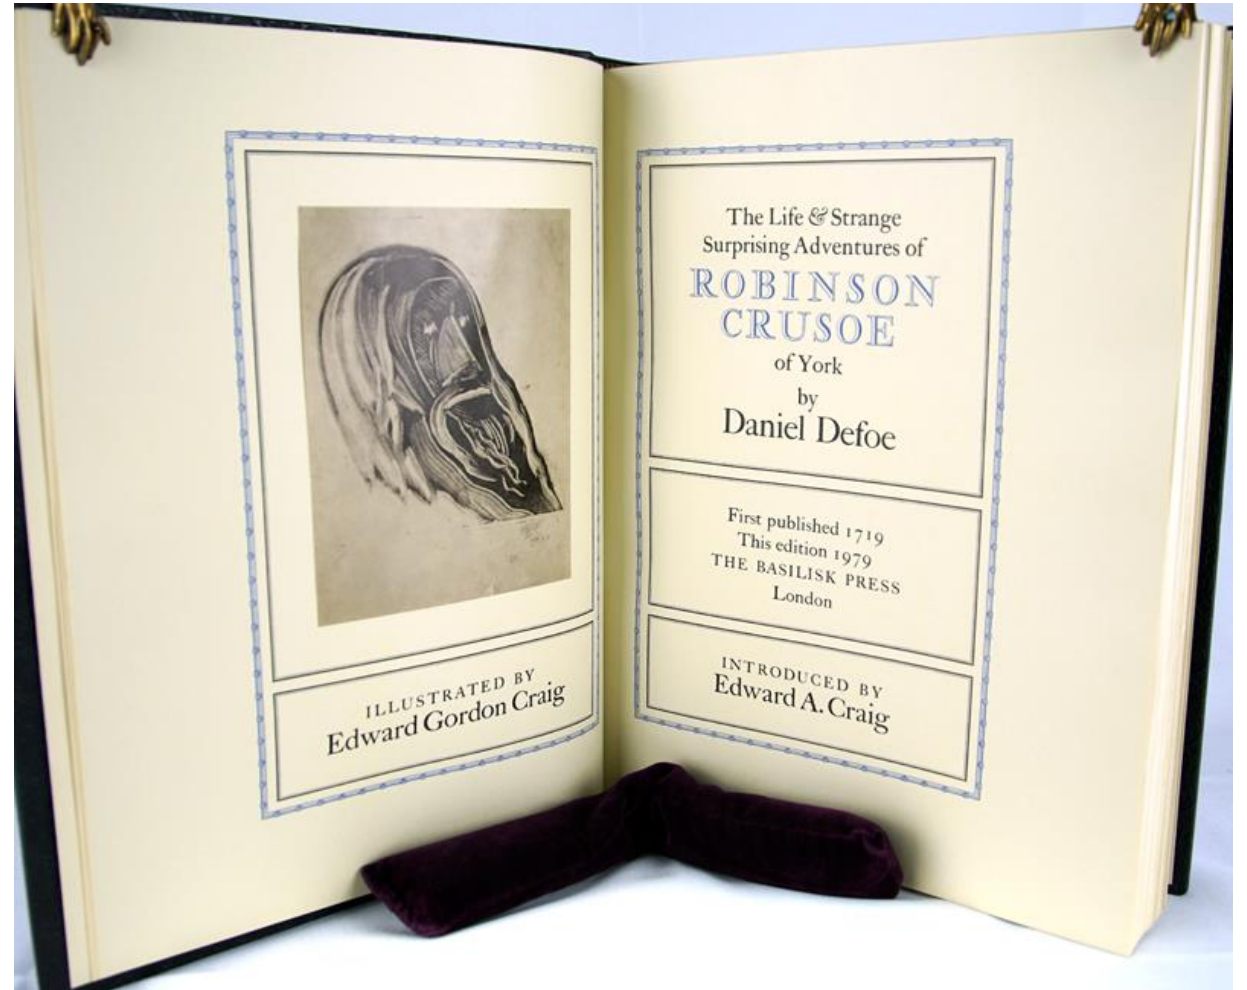 ILLUSTRATED BY
Edward Gordon Craig
The Life & Strange
Surprising Adventures of
ROBINSON
CRUSOE
of York
by
Daniel Defoe
First published 1719
This edition 1979
THE BASILISK PRESS
London
INTRODUCED BY
Edward A. Craig